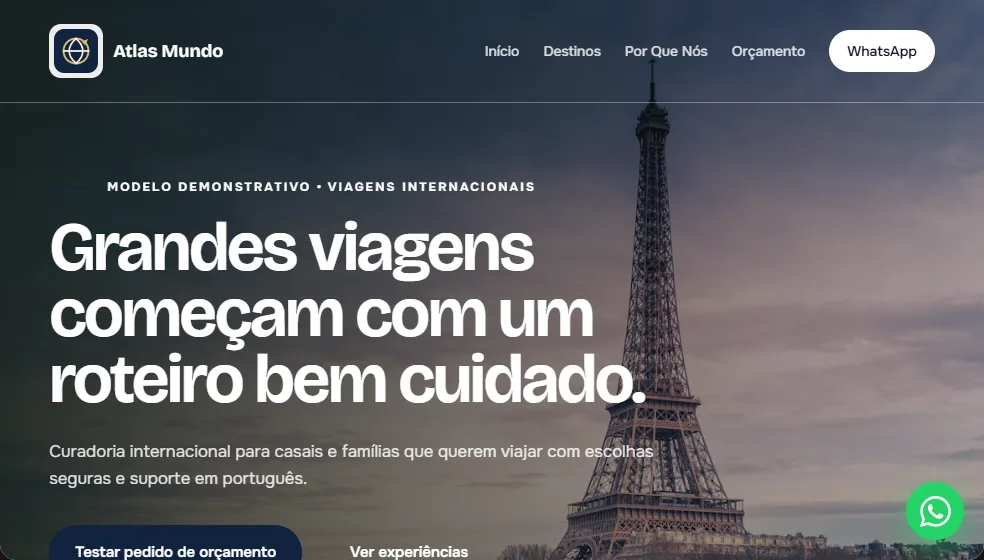 Atlas Mundo
Início
Destinos
Por Que Nós
Orçamento
WhatsApp
MODELO DEMONSTRATIVO • VIAGENS INTERNACIONAIS
Grandes viagens
começam com um
roteiro bem cuidado.
Curadoria internacional para casais e famílias que querem viajar com escolhas
seguras e suporte em português.
Testar pedido de orçamento
Ver experiências